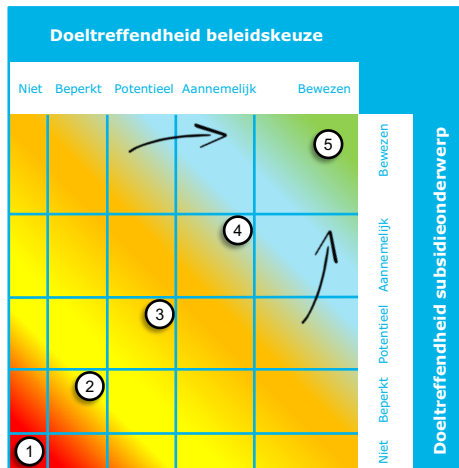 Doeltreffendheid beleidskeuze
Niet Beperkt Potentieel Aannemelijk Bewezen
5
4
3
2
1
Bewezen
Aannemelijk
Potentieel
Beperkt
Niet
Doeltreffendheid subsidieonderwerp